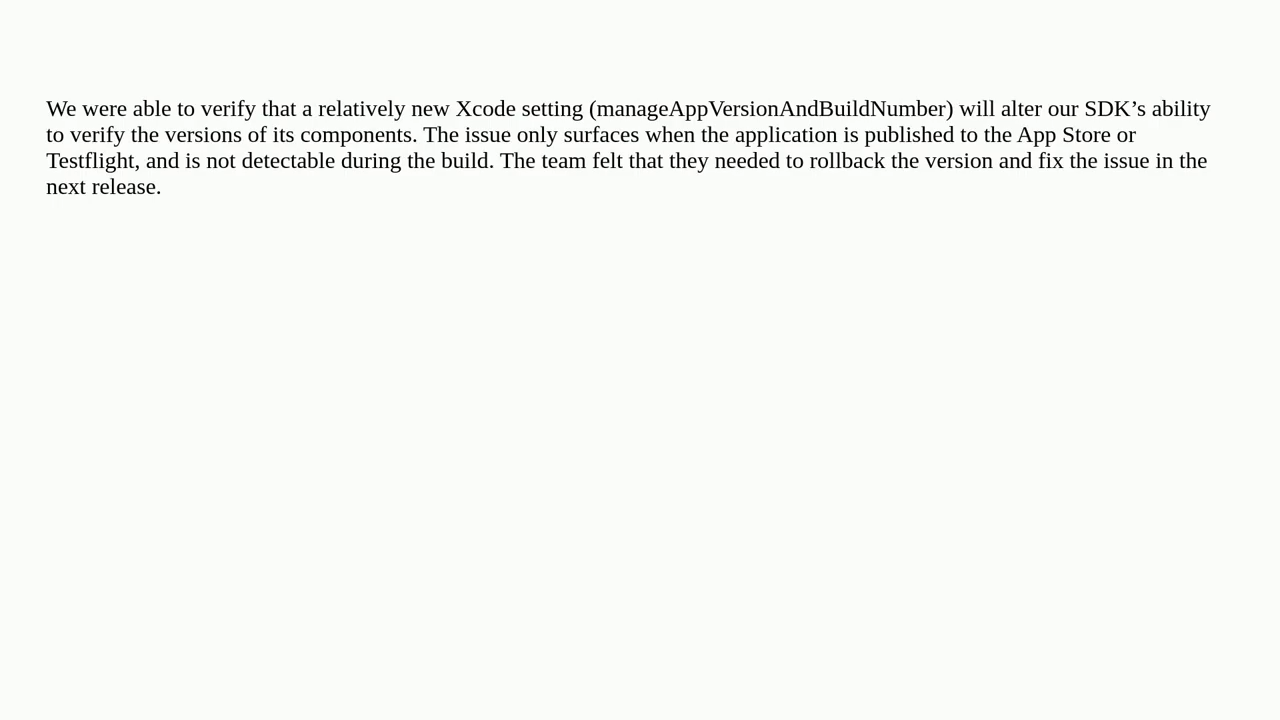 We were able to verify that a relatively new Xcode setting (manageAppVersionAndBuildNumber) will alter our SDK’s ability
to verify the versions of its components. The issue only surfaces when the application is published to the App Store or
Testflight, and is not detectable during the build. The team felt that they needed to rollback the version and fix the issue in the
next release.